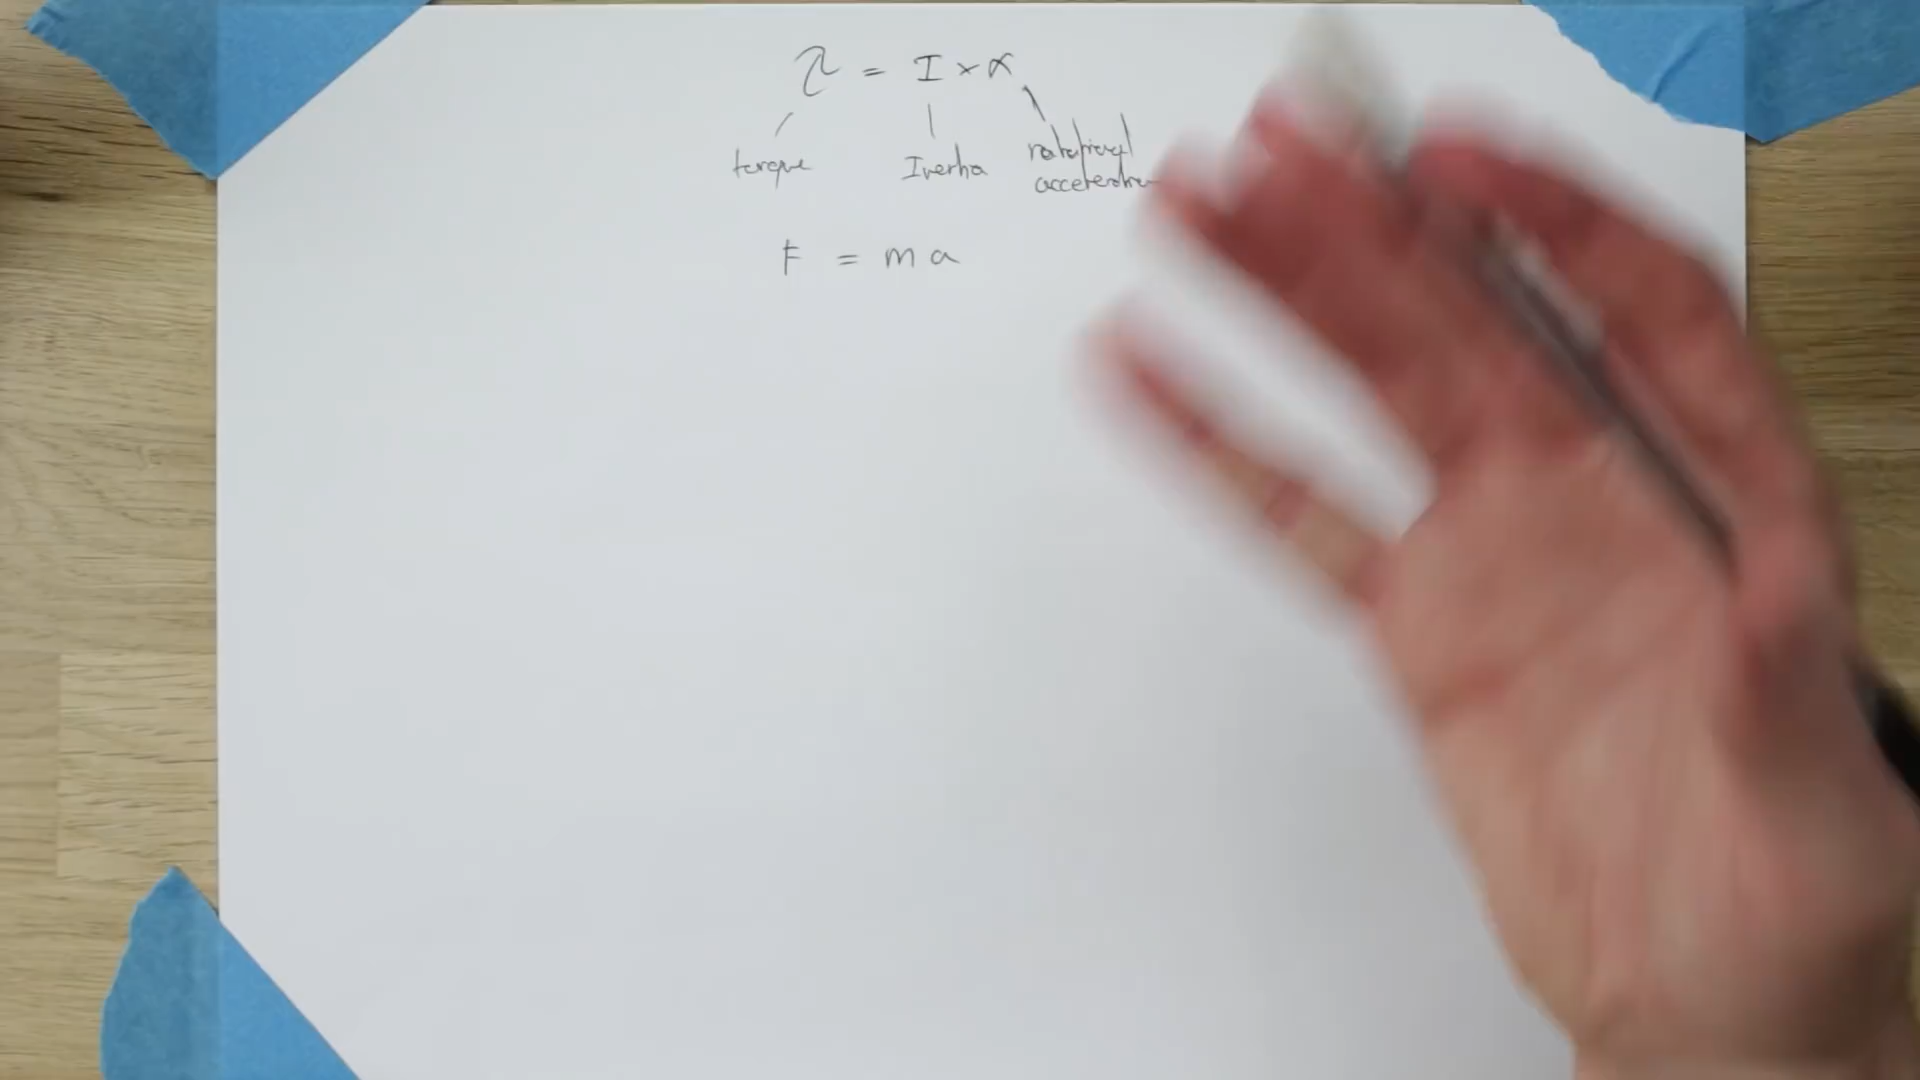 τ = I × α
torque Inertia rotational
acceleration
F = m a